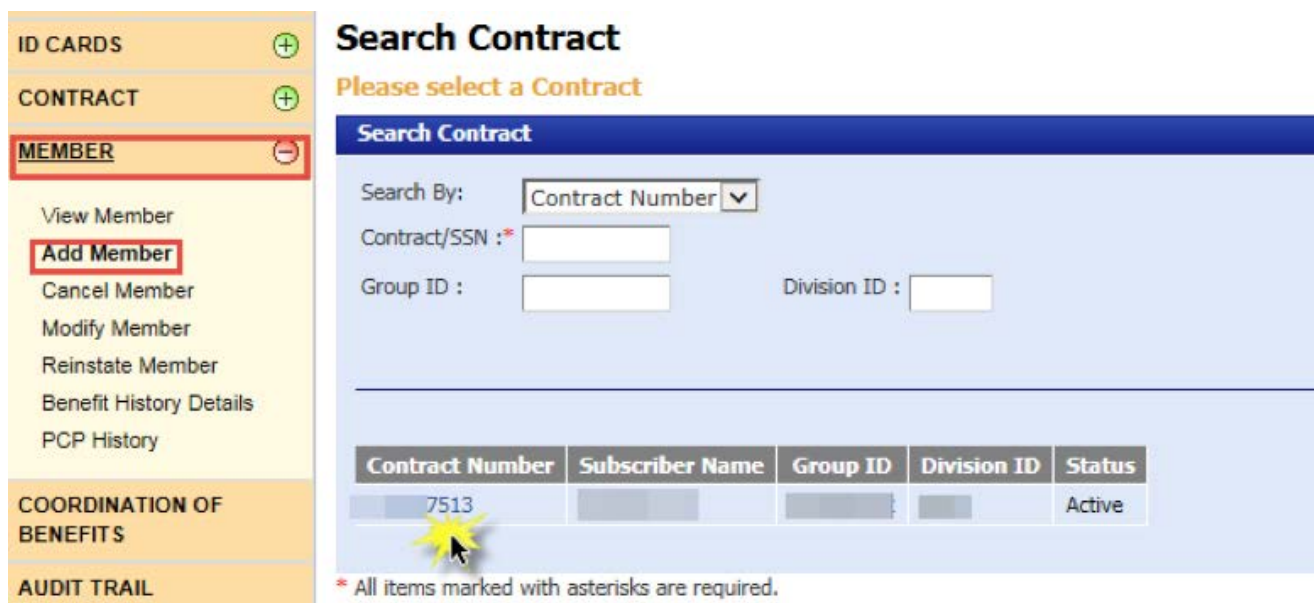 ID CARDS
CONTRACT
MEMBER
View Member
Add Member
Cancel Member
Modify Member
Reinstate Member
Benefit History Details
PCP History
COORDINATION OF
BENEFITS
AUDIT TRAIL
Search Contract
Please select a Contract
Search Contract
Search By: Contract Number
Contract/SSN :*
Group ID : Division ID :
Contract Number Subscriber Name Group ID Division ID Status
7513 Active
* All items marked with asterisks are required.